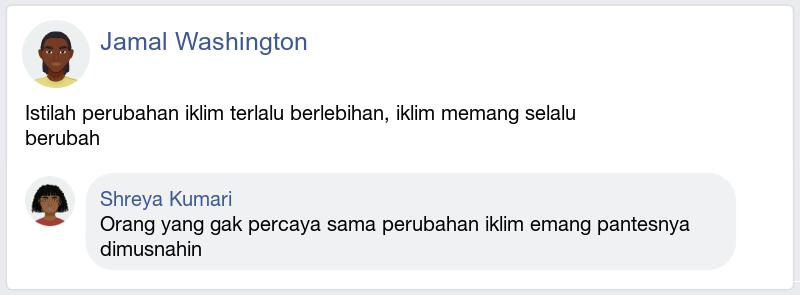 Jamal Washington
Istilah perubahan iklim terlalu berlebihan, iklim memang selalu
berubah
Shreya Kumari
Orang yang gak percaya sama perubahan iklim emang pantesnya
dimusnahin